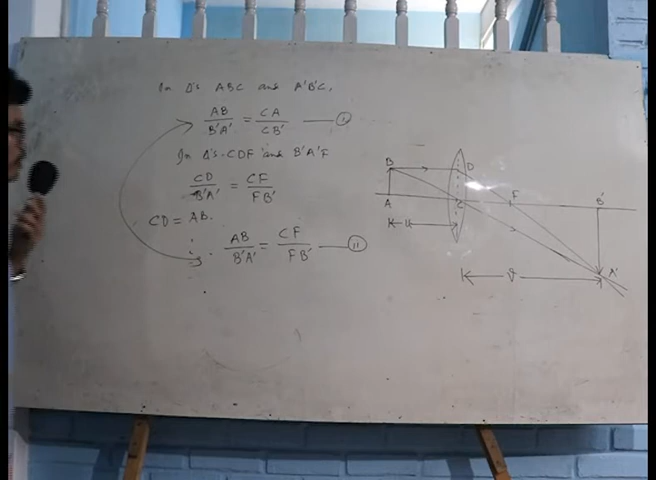 In Δ's ABC and A'B'C,
AB/B'A' = CA/CB' — (i)
In Δ's CDF and B'A'F
CD/B'A' = CF/FB'
CD = AB.
∴ AB/B'A' = CF/FB' — (ii)
B
D
A
C
F
B'
u
v
A'